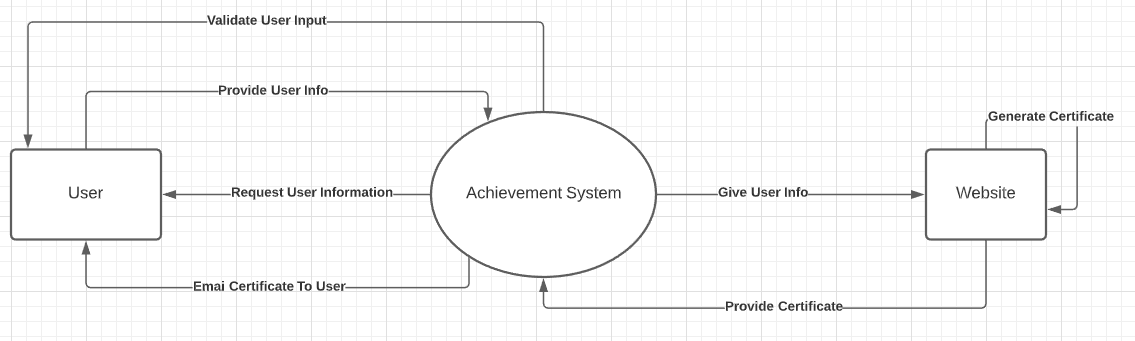 Validate User Input
Provide User Info
Generate Certificate
User
Request User Information
Achievement System
Give User Info
Website
Emai Certificate To User
Provide Certificate